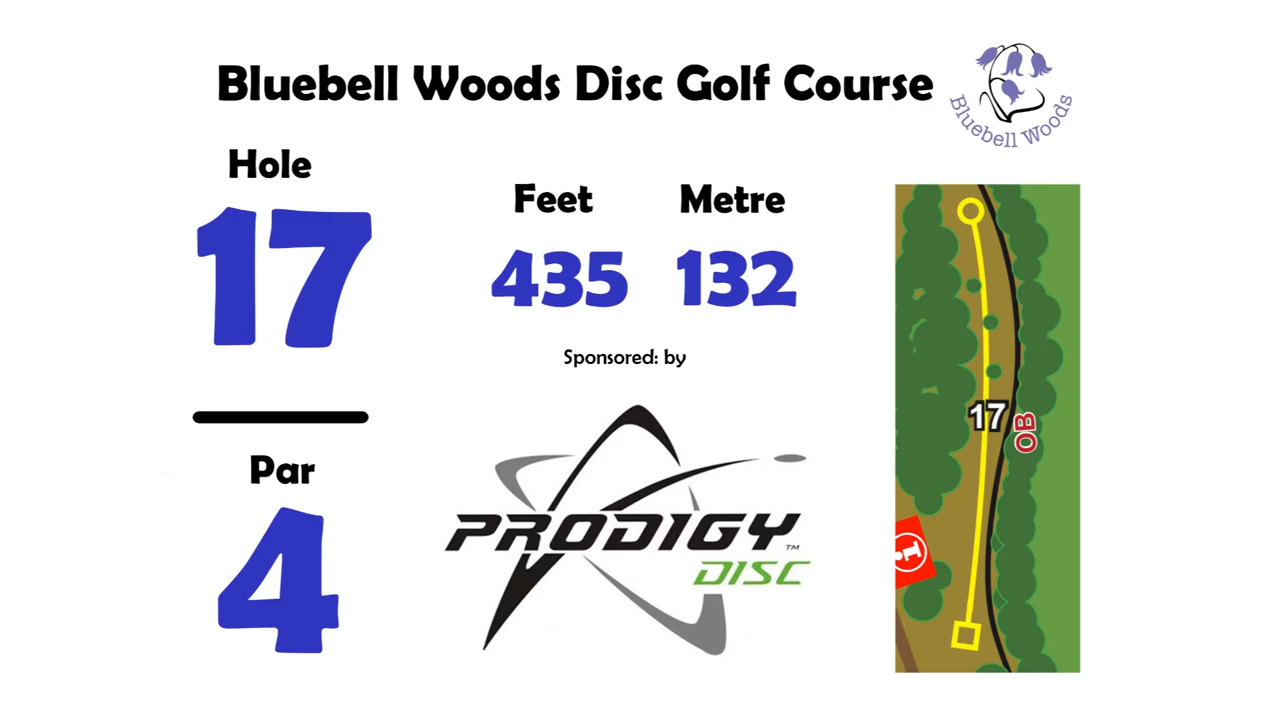 Bluebell Woods Disc Golf Course
Bluebell Woods
Hole
17
Par
4
Feet
435
Metre
132
Sponsored: by
PRODIGY™
DISC
17
OB
!